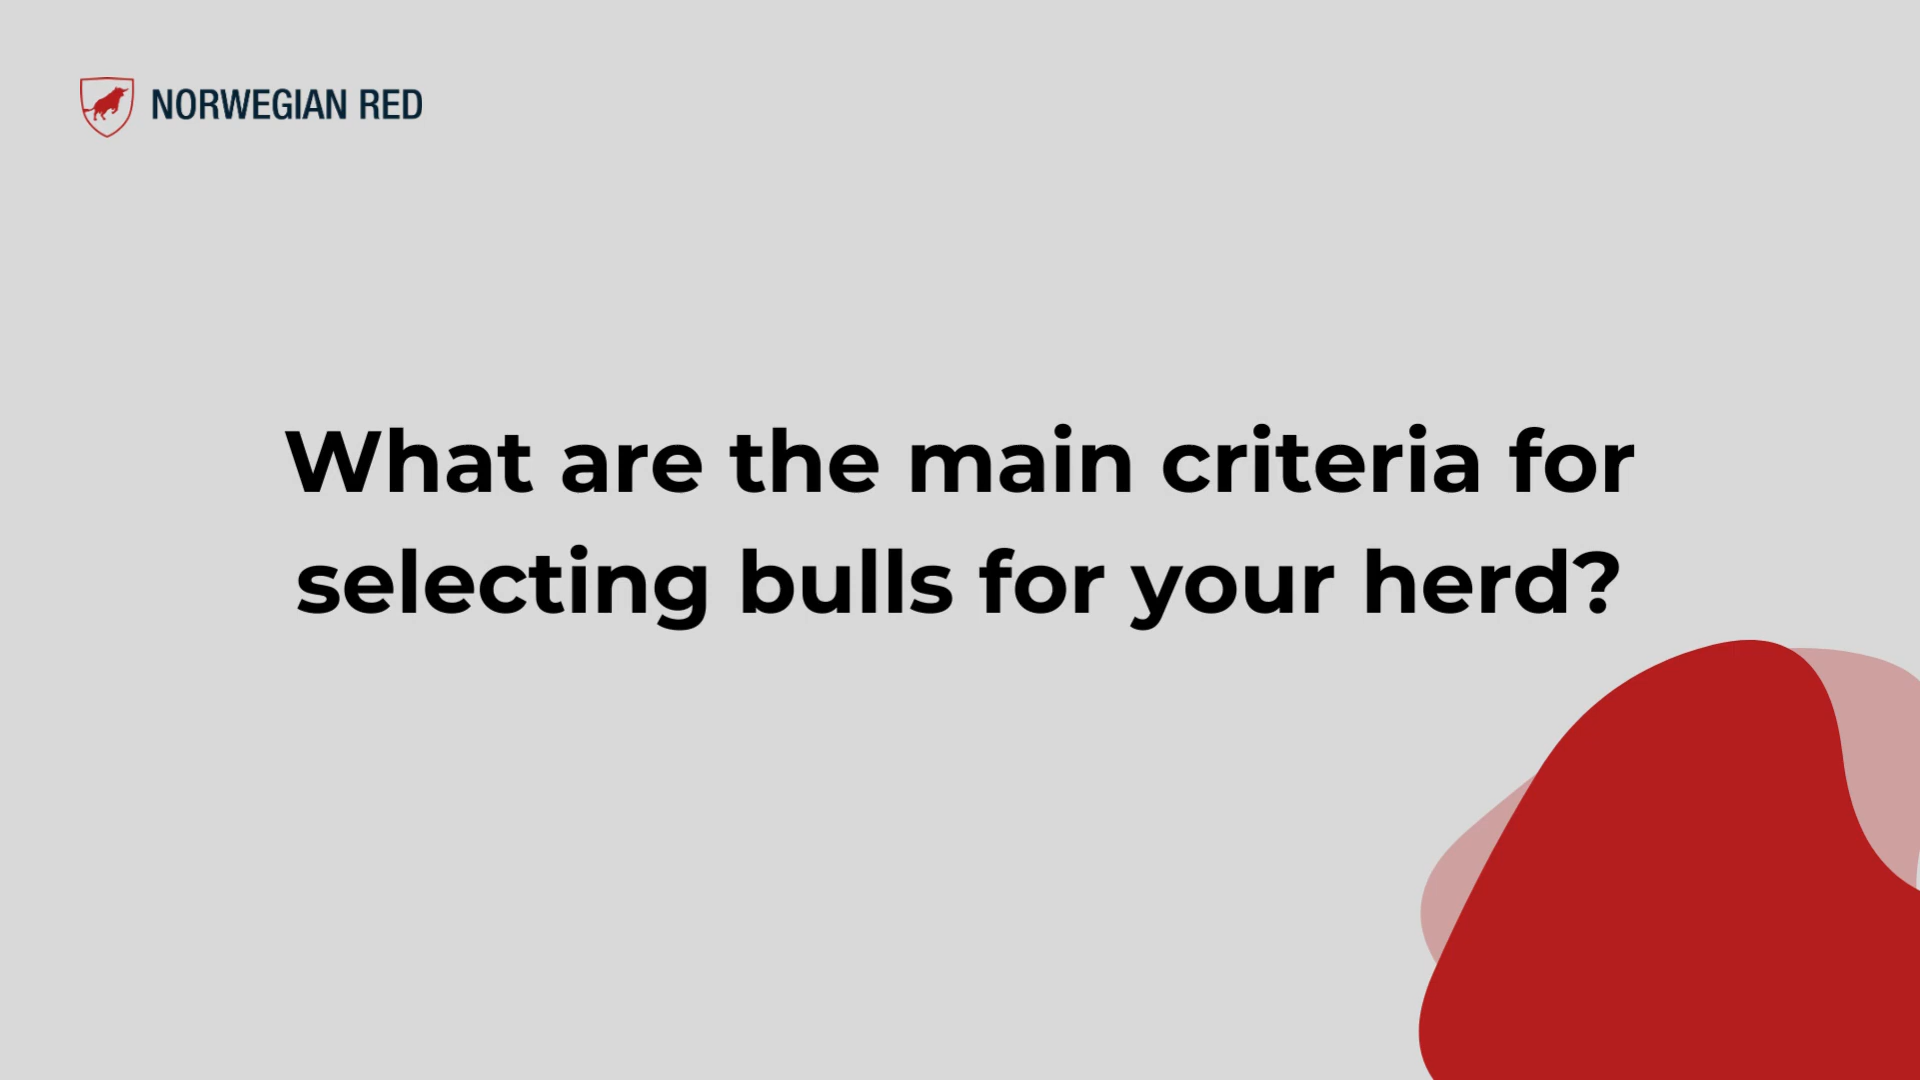 NORWEGIAN RED
What are the main criteria for
selecting bulls for your herd?